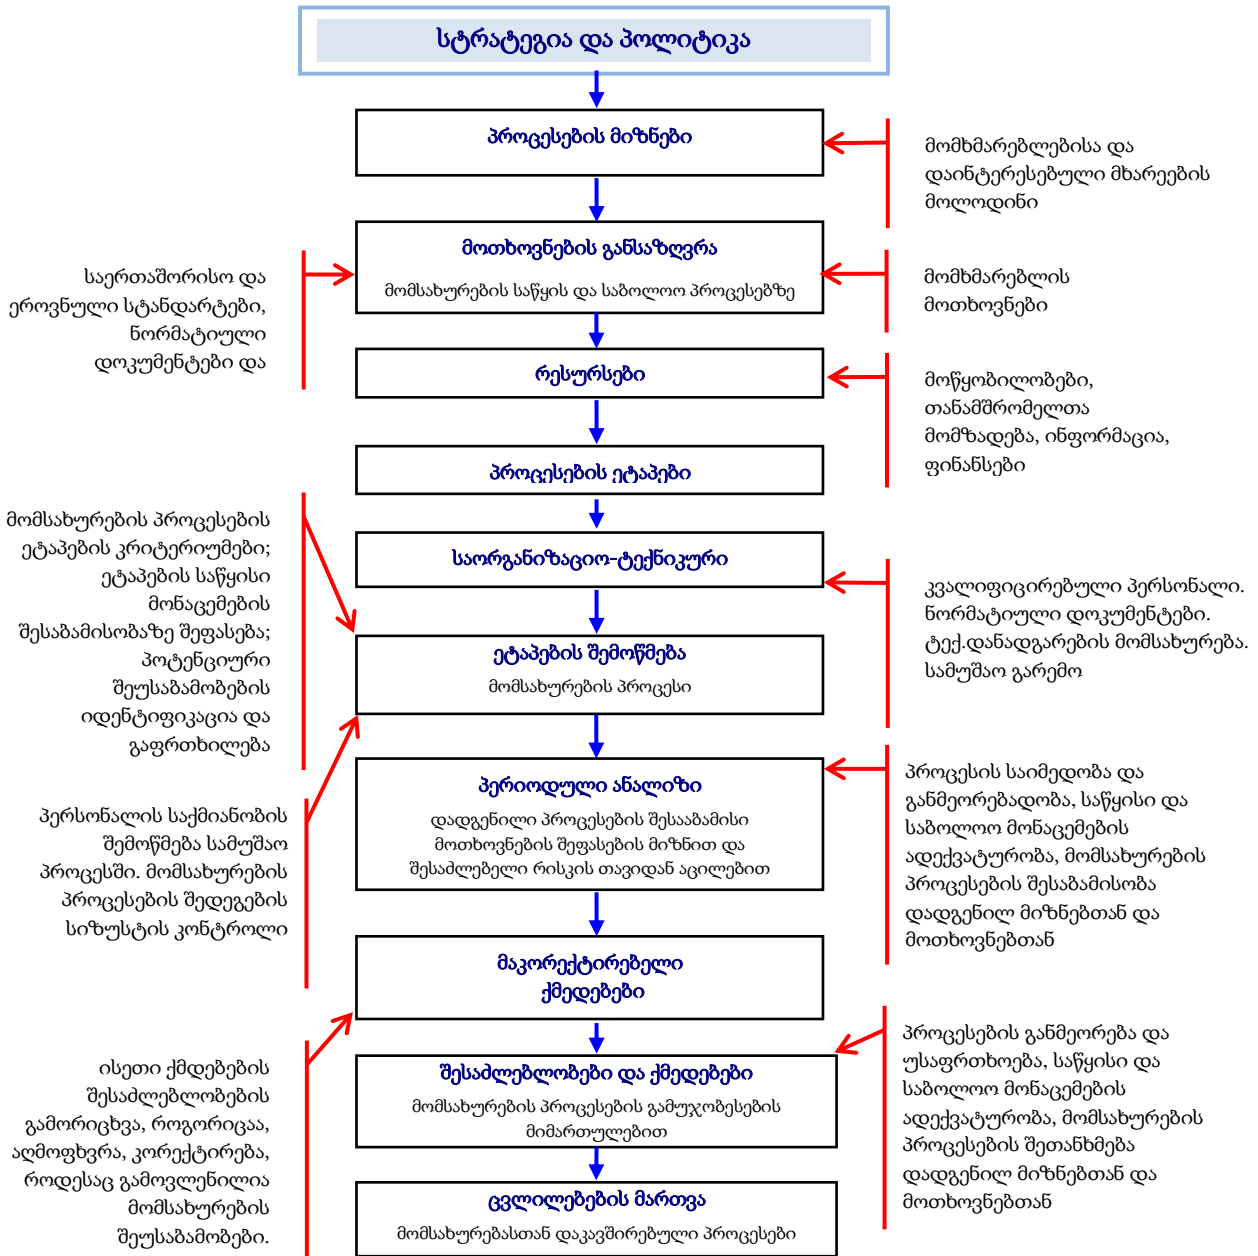 სტრატეგია და პოლიტიკა
პროცესების მიზნები
მომხმარებლებისა და
დაინტერესებული მხარეების
მოლოდინი
მოთხოვნების განსაზღვრა
მომსახურების საწყის და საბოლოო პროცესებზე
საერთაშორისო და
ეროვნული სტანდარტები,
ნორმატიული
დოკუმენტები და
მომხმარებლის
მოთხოვნები
რესურსები
მოწყობილობები,
თანამშრომელთა
მომზადება, ინფორმაცია,
ფინანსები
პროცესების ეტაპები
საორგანიზაციო-ტექნიკური
კვალიფიცირებული პერსონალი.
ნორმატიული დოკუმენტები.
ტექ.დანადგარების მომსახურება.
სამუშაო გარემო
მომსახურების პროცესების
ეტაპების კრიტერიუმები;
ეტაპების საწყისი
მონაცემების
შესაბამისობაზე შეფასება;
პოტენციური
შეუსაბამობების
იდენტიფიკაცია და
გაფრთხილება
ეტაპების შემოწმება
მომსახურების პროცესი
პერიოდული ანალიზი
დადგენილი პროცესების შესააბამისი
მოთხოვნების შეფასების მიზნით და
შესაძლებელი რისკის თავიდან აცილებით
პროცესის საიმედობა და
განმეორებადობა, საწყისი და
საბოლოო მონაცემების
ადექვატურობა, მომსახურების
პროცესების შესაბამისობა
დადგენილ მიზნებთან და
მოთხოვნებთან
პერსონალის საქმიანობის
შემოწმება სამუშაო
პროცესში. მომსახურების
პროცესების შედეგების
სიზუსტის კონტროლი
მაკორექტირებელი
ქმედებები
შესაძლებლობები და ქმედებები
მომსახურების პროცესების გამუჯობესების
მიმართულებით
პროცესების განმეორება და
უსაფრთხოება, საწყისი და
საბოლოო მონაცემების
ადექვატურობა, მომსახურების
პროცესების შეთანხმება
დადგენილ მიზნებთან და
მოთხოვნებთან
ისეთი ქმდებების
შესაძლებლობების
გამორიცხვა, როგორიცაა,
აღმოფხვრა, კორექტირება,
როდესაც გამოვლენილია
მომსახურების
შეუსაბამობები.
ცვლილებების მართვა
მომსახურებასთან დაკავშირებული პროცესები